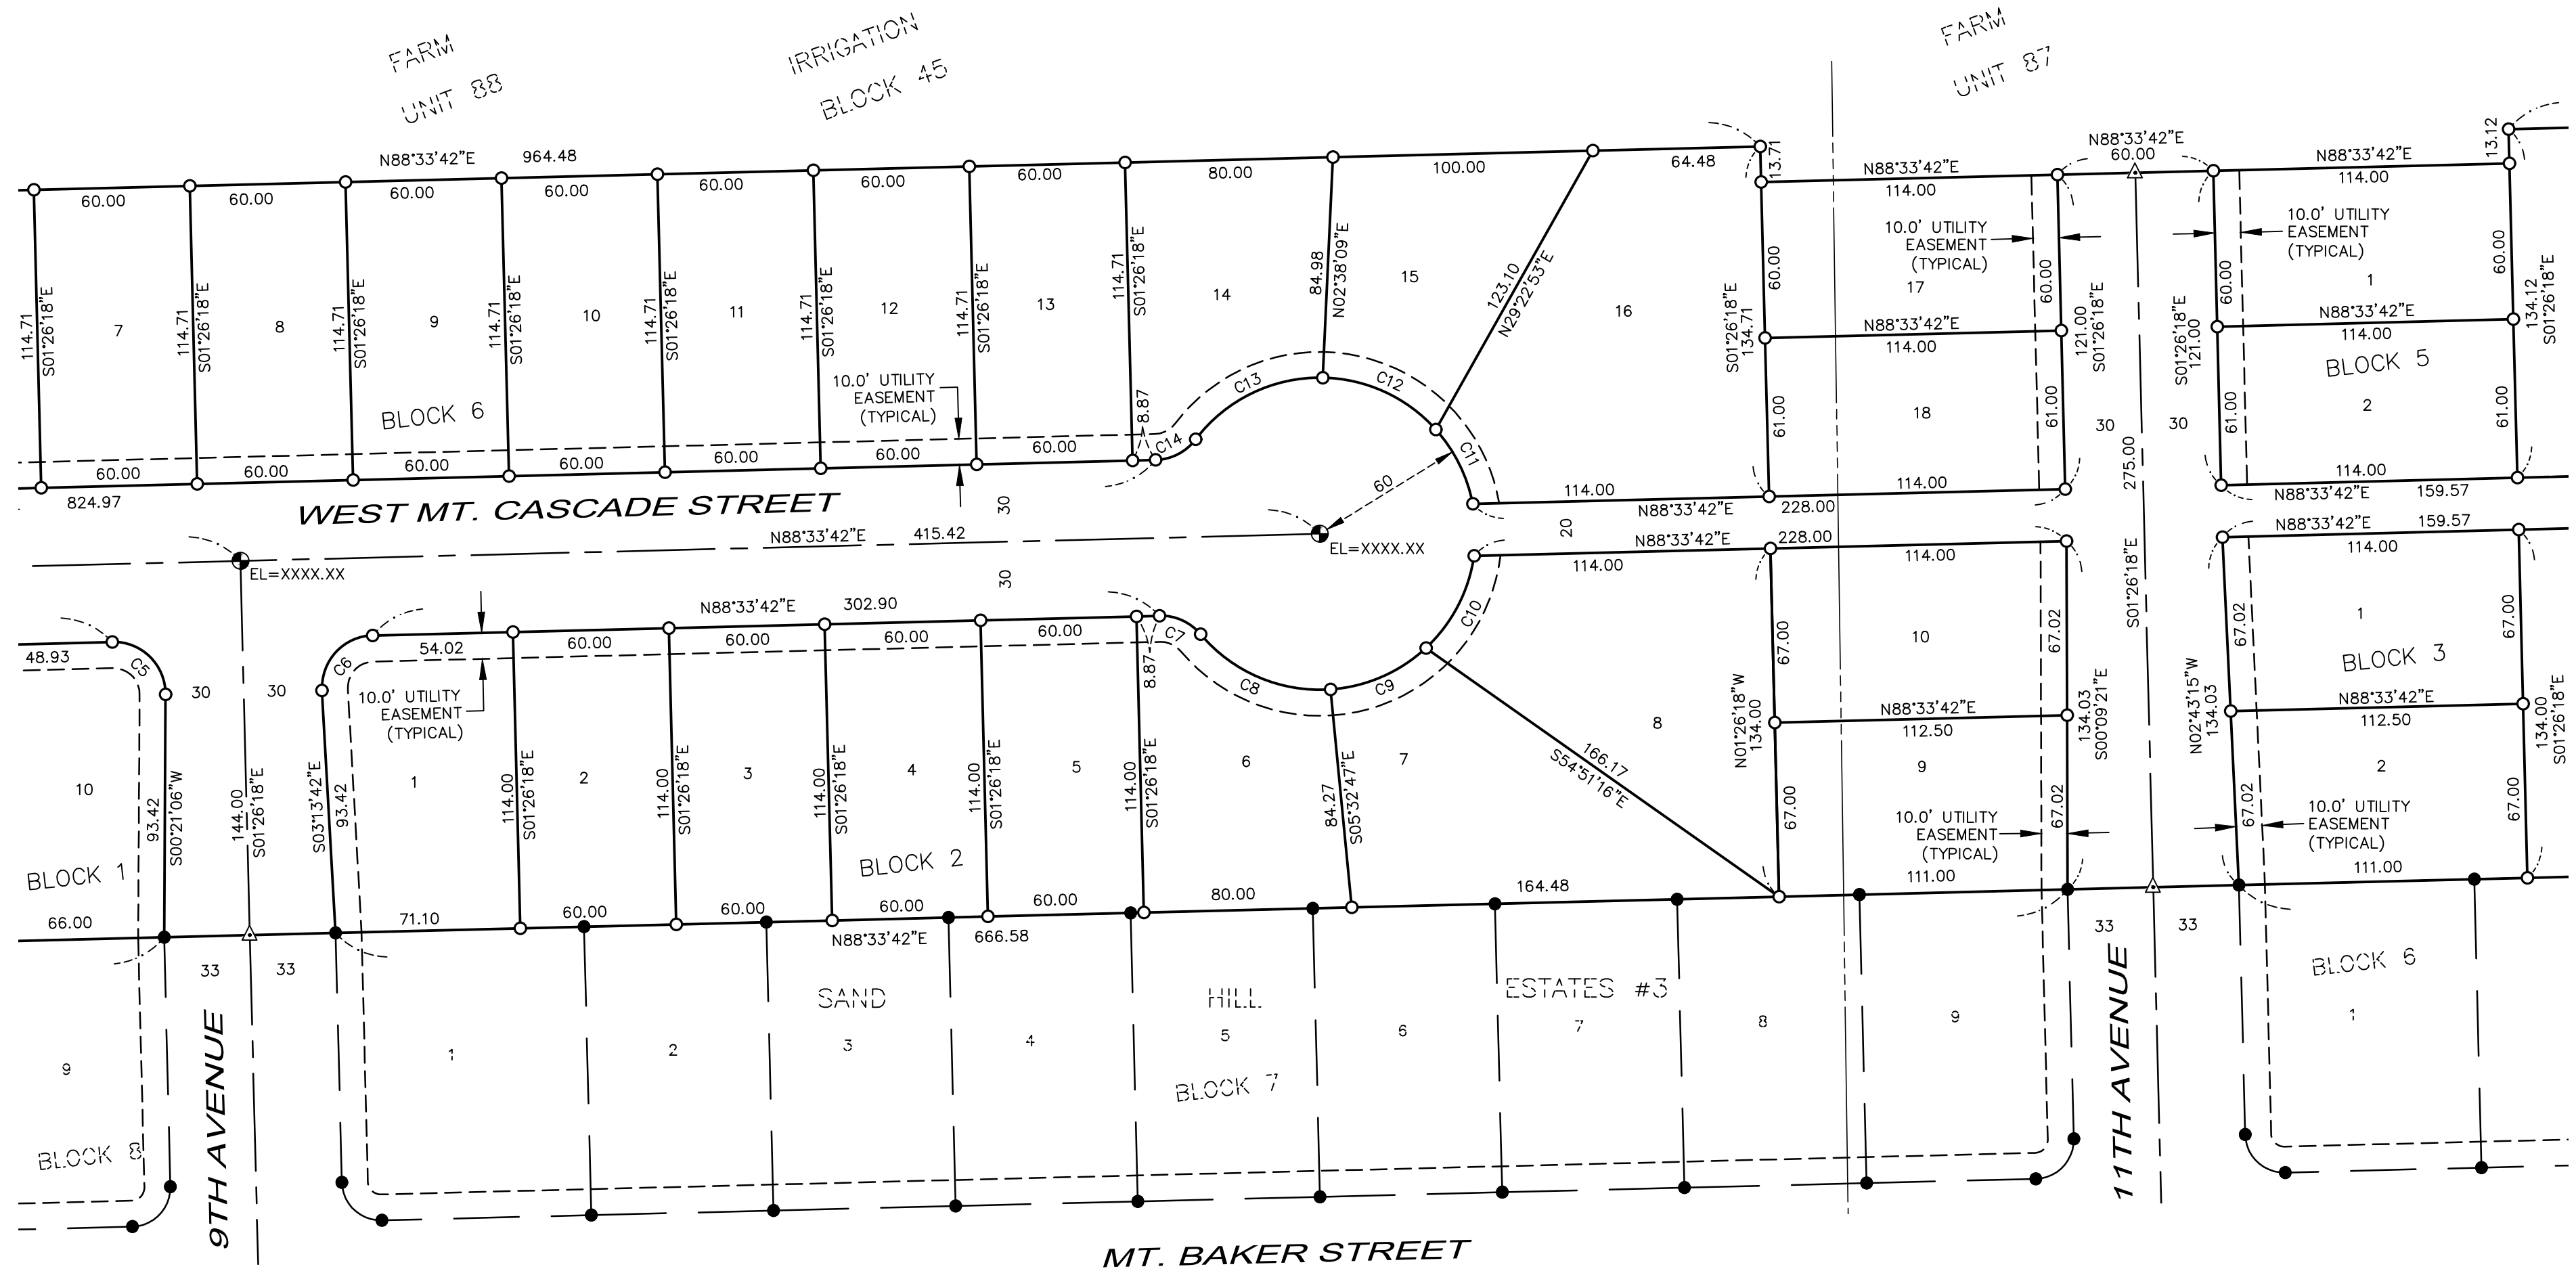 FARM
UNIT 88
IRRIGATION
BLOCK 45
FARM
UNIT 87
N88°33'42"E 964.48
60.00
60.00
60.00
60.00
60.00
60.00
60.00
80.00
100.00
64.48
13.71
N88°33'42"E
114.00
N88°33'42"E
60.00
N88°33'42"E
114.00
13.12
114.71
S01°26'18"E
7
114.71
S01°26'18"E
8
114.71
S01°26'18"E
9
114.71
S01°26'18"E
10
114.71
S01°26'18"E
11
114.71
S01°26'18"E
12
114.71
S01°26'18"E
13
114.71
S01°26'18"E
14
84.98
N02°38'09"E
15
123.10
N29°22'53"E
16
S01°26'18"E
134.71
60.00
61.00
10.0' UTILITY
EASEMENT
(TYPICAL)
17
60.00
N88°33'42"E
114.00
18
61.00
121.00
S01°26'18"E
30
275.00
S01°26'18"E
30
S01°26'18"E
121.00
60.00
61.00
10.0' UTILITY
EASEMENT
(TYPICAL)
1
N88°33'42"E
114.00
BLOCK 5
2
60.00
61.00
134.12
S01°26'18"E
BLOCK 6
10.0' UTILITY
EASEMENT
(TYPICAL)
8.87
C14
C13
C12
C11
60
60.00
60.00
60.00
60.00
60.00
60.00
60.00
824.97
WEST MT. CASCADE STREET
30
N88°33'42"E 415.42
EL=XXXX.XX
EL=XXXX.XX
30
114.00
N88°33'42"E
114.00
228.00
20
N88°33'42"E
228.00
114.00
114.00
114.00
N88°33'42"E 159.57
N88°33'42"E 159.57
114.00
48.93
C5
30
30
C6
N88°33'42"E 302.90
54.02
60.00
60.00
60.00
60.00
8.87
C7
C8
C9
C10
10.0' UTILITY
EASEMENT
(TYPICAL)
10
BLOCK 1
93.42
S00°21'06"W
144.00
S01°26'18"E
S03°13'42"E
93.42
1
114.00
S01°26'18"E
2
114.00
S01°26'18"E
3
114.00
S01°26'18"E
4
114.00
S01°26'18"E
5
114.00
S01°26'18"E
6
84.27
S05°32'47"E
7
166.17
S54°51'16"E
8
BLOCK 2
N01°26'18"W
134.00
67.00
67.00
10
N88°33'42"E
112.50
9
10.0' UTILITY
EASEMENT
(TYPICAL)
67.02
67.02
134.03
S00°09'21"E
N02°43'15"W
134.03
67.02
67.02
1
BLOCK 3
N88°33'42"E
112.50
2
10.0' UTILITY
EASEMENT
(TYPICAL)
67.00
67.00
134.00
S01°26'18"E
66.00
71.10
60.00
60.00
60.00
60.00
80.00
164.48
111.00
111.00
N88°33'42"E 666.58
33
33
33
33
SAND HILL ESTATES #3
9
BLOCK 8
9TH AVENUE
1
2
3
4
5
6
7
8
9
BLOCK 7
11TH AVENUE
BLOCK 6
1
MT. BAKER STREET